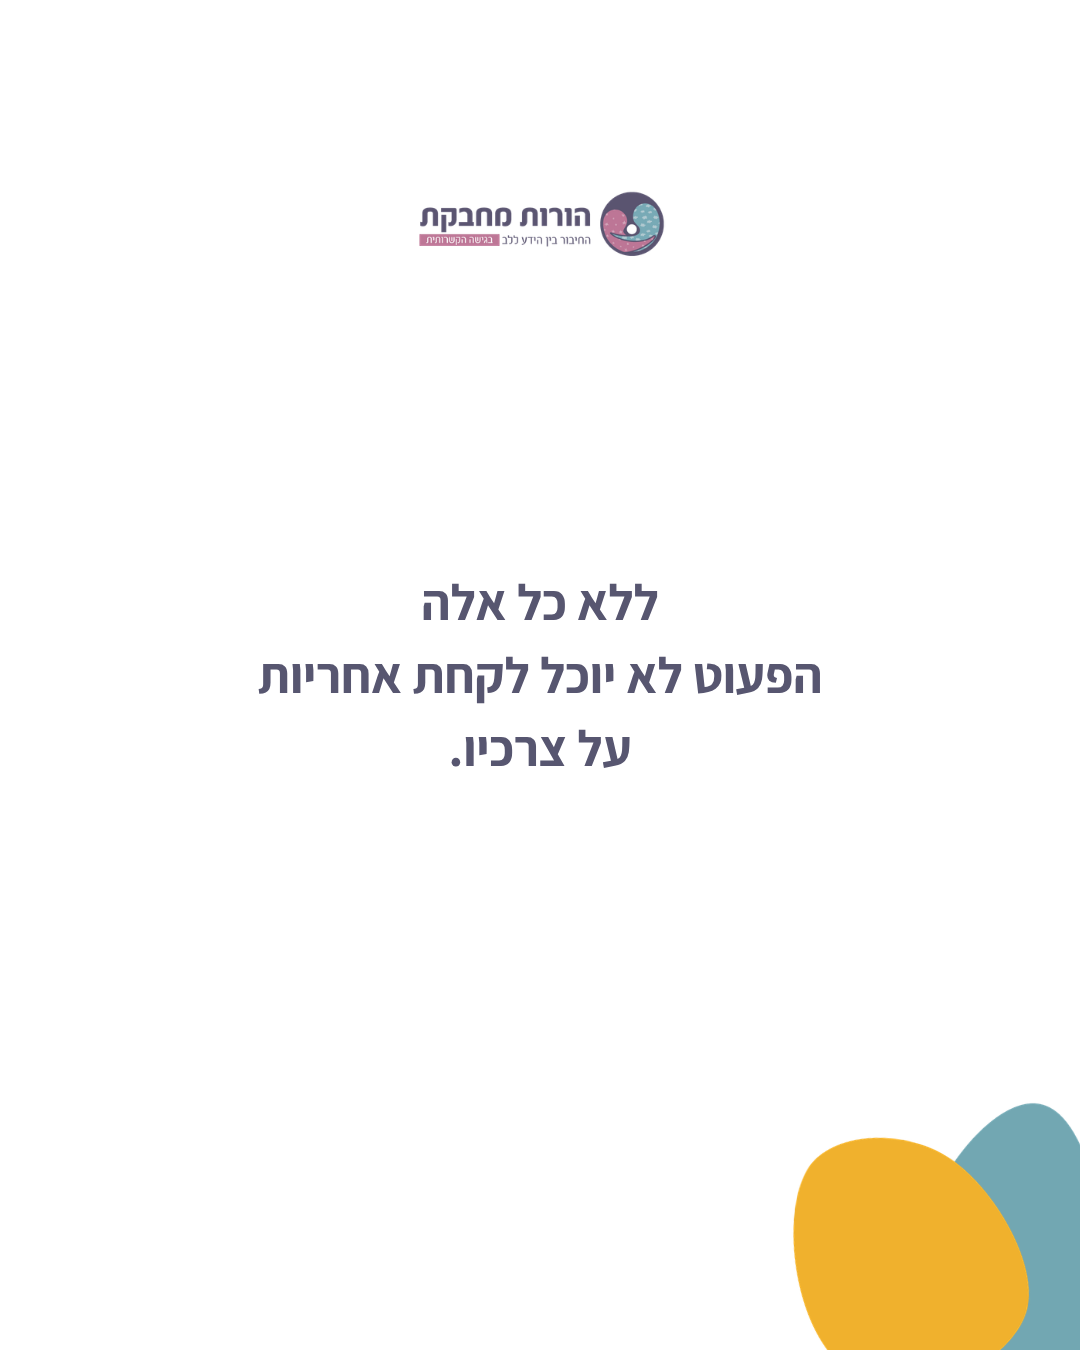 הורות מחבקת
החיבור בין הידע ללב בגישה הקשרותית
ללא כל אלה
הפעוט לא יוכל לקחת אחריות
על צרכיו.